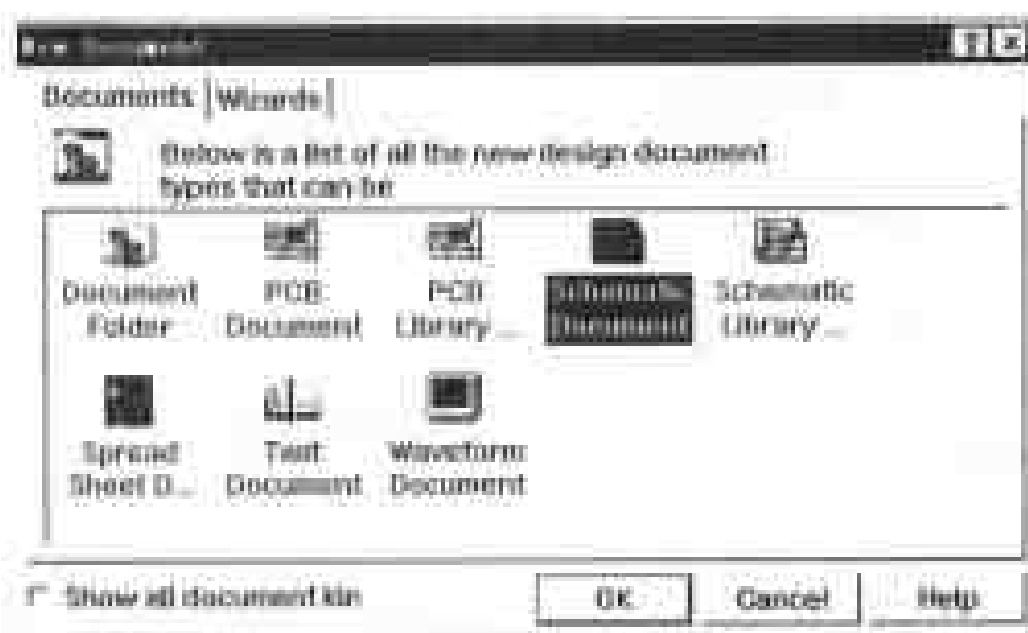 Documents Wizards
Below is a list of all the new design document
types that can be
Document
Folder
PCB
Document
PCB
Library ...
Schematic
Document
Schematic
Library ...
Spread
Sheet D...
Text
Document
Waveform
Document
Show all document kin
OK Cancel Help